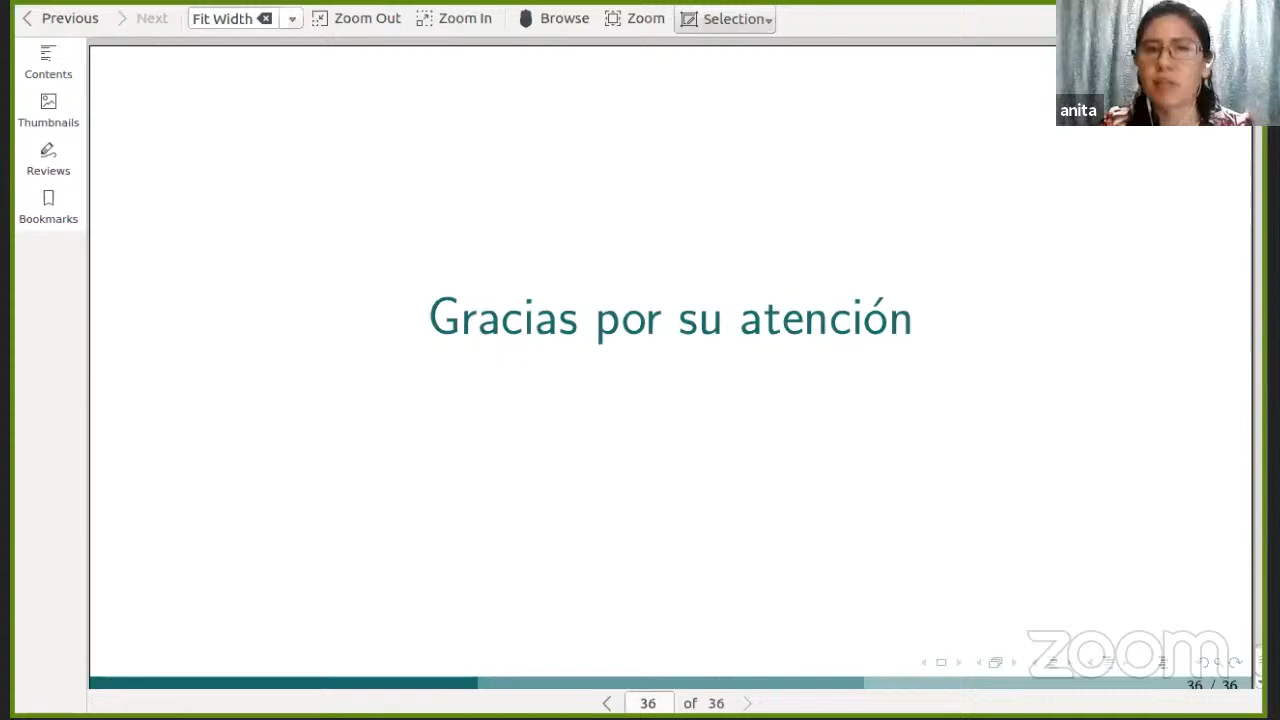 Previous Next Fit Width Zoom Out Zoom In Browse Zoom Selection
anita
Contents
Thumbnails
Reviews
Bookmarks
Gracias por su atención
zoom
36 / 36
36 of 36